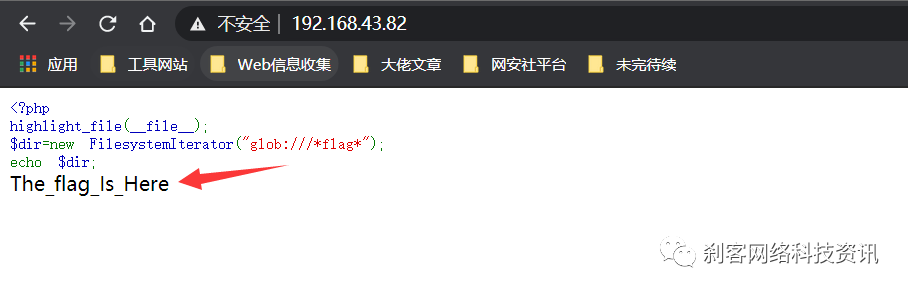 不安全 | 192.168.43.82
应用 工具网站 Web信息收集 大佬文章 网安社平台 未完待续
<?php
highlight_file(__file__);
$dir=new FilesystemIterator("glob:///*flag*");
echo $dir;
The_flag_Is_Here
刹客网络科技资讯